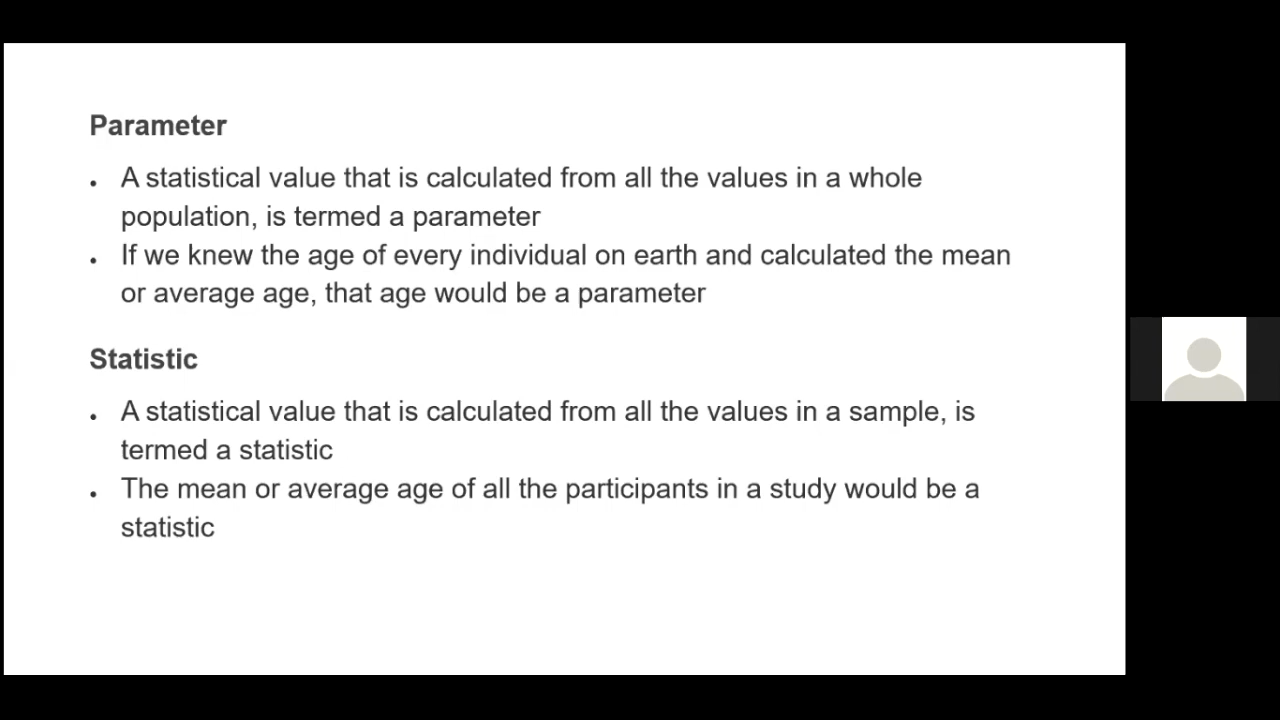 Parameter
• A statistical value that is calculated from all the values in a whole
population, is termed a parameter
• If we knew the age of every individual on earth and calculated the mean
or average age, that age would be a parameter
Statistic
• A statistical value that is calculated from all the values in a sample, is
termed a statistic
• The mean or average age of all the participants in a study would be a
statistic